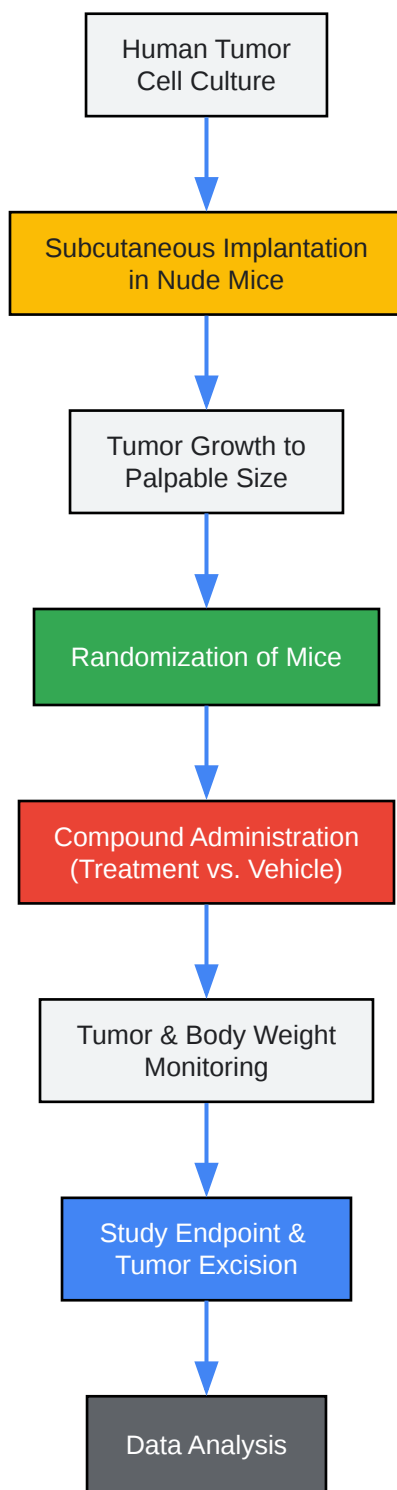 Human Tumor
Cell Culture
Subcutaneous Implantation
in Nude Mice
Tumor Growth to
Palpable Size
Randomization of Mice
Compound Administration
(Treatment vs. Vehicle)
Tumor & Body Weight
Monitoring
Study Endpoint &
Tumor Excision
Data Analysis